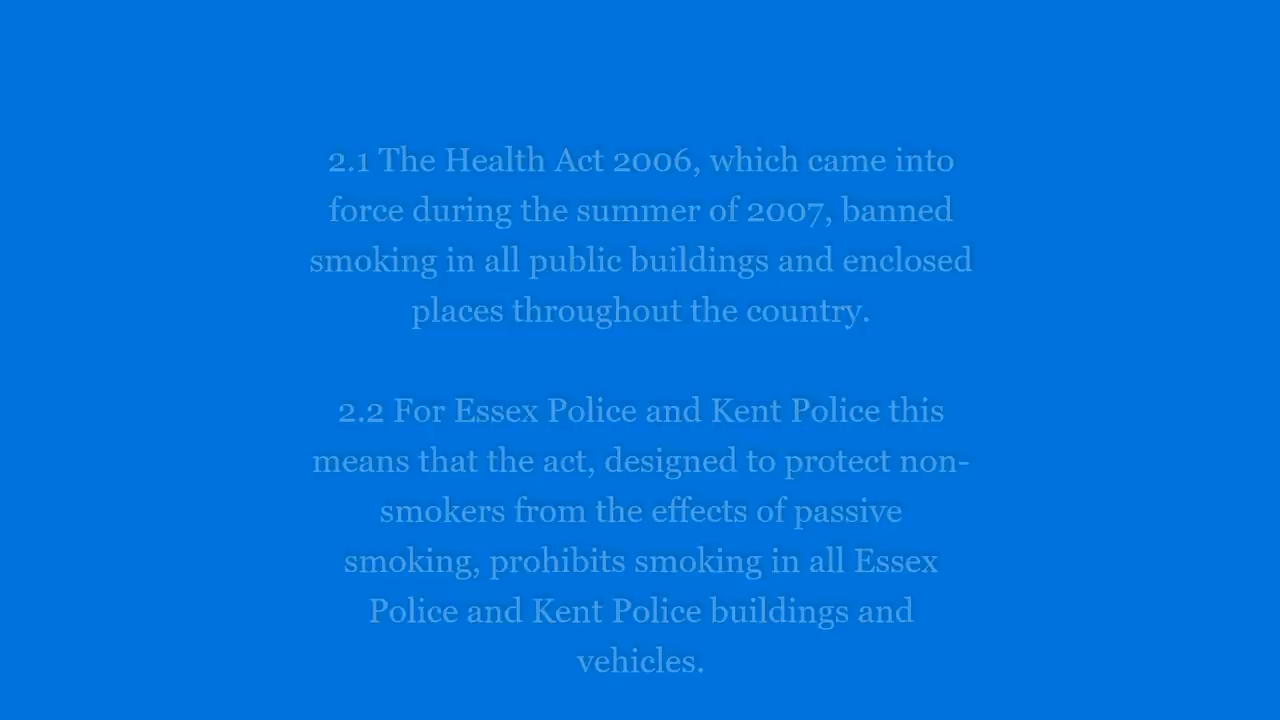 2.1 The Health Act 2006, which came into
force during the summer of 2007, banned
smoking in all public buildings and enclosed
places throughout the country.
2.2 For Essex Police and Kent Police this
means that the act, designed to protect non-
smokers from the effects of passive
smoking, prohibits smoking in all Essex
Police and Kent Police buildings and
vehicles.